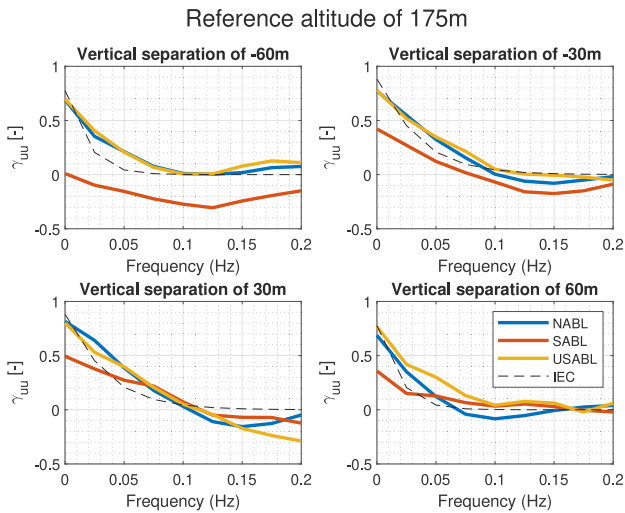 Reference altitude of 175m
Vertical separation of -60m
1
0.5
0
-0.5
γuu [-]
0 0.05 0.1 0.15 0.2
Frequency (Hz)
Vertical separation of -30m
1
0.5
0
-0.5
γuu [-]
0 0.05 0.1 0.15 0.2
Frequency (Hz)
Vertical separation of 30m
1
0.5
0
-0.5
γuu [-]
0 0.05 0.1 0.15 0.2
Frequency (Hz)
Vertical separation of 60m
1
0.5
0
-0.5
γuu [-]
NABL
SABL
USABL
IEC
0 0.05 0.1 0.15 0.2
Frequency (Hz)